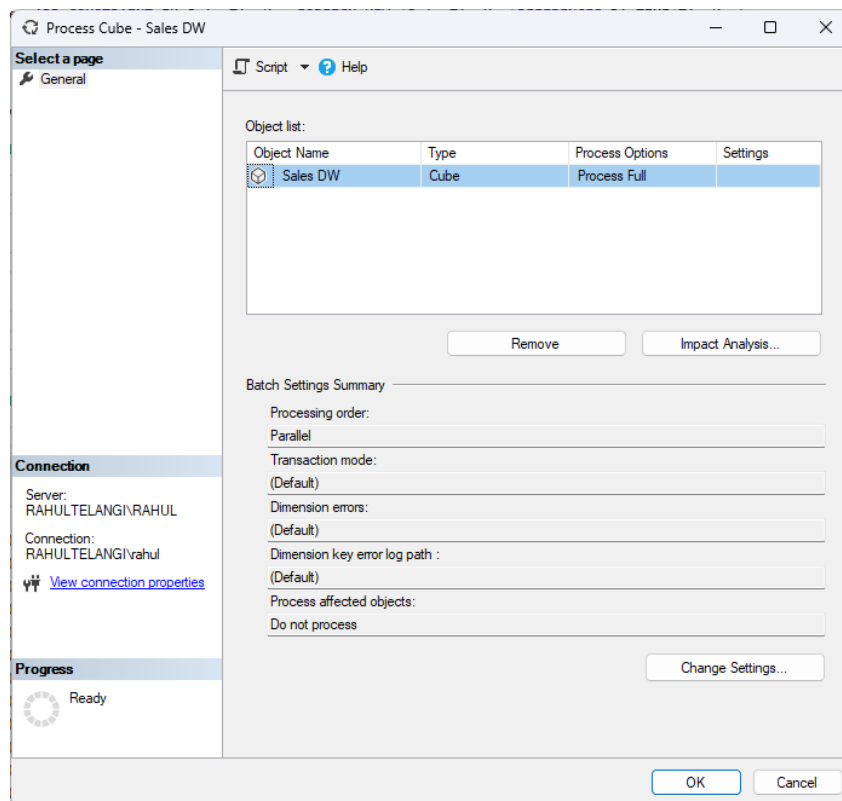 Process Cube - Sales DW
Select a page
General
Script
Help
Object list:
Object Name Type Process Options Settings
Sales DW Cube Process Full
Remove Impact Analysis...
Batch Settings Summary
Processing order:
Parallel
Transaction mode:
(Default)
Dimension errors:
(Default)
Dimension key error log path :
(Default)
Process affected objects:
Do not process
Change Settings...
Connection
Server:
RAHULTELANGI\RAHUL
Connection:
RAHULTELANGI\rahul
View connection properties
Progress
Ready
OK Cancel